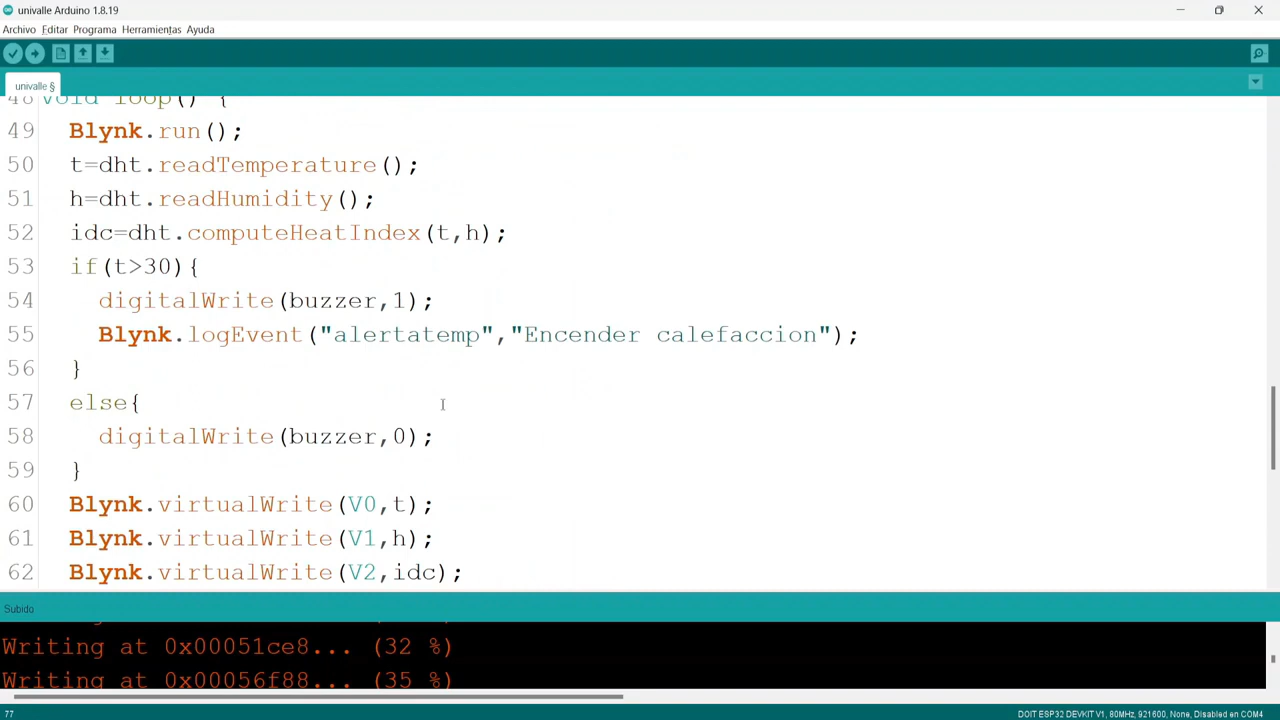 univalle Arduino 1.8.19
Archivo Editar Programa Herramientas Ayuda
univalle §
48 void loop() {
49 Blynk.run();
50 t=dht.readTemperature();
51 h=dht.readHumidity();
52 idc=dht.computeHeatIndex(t,h);
53 if(t>30){
54 digitalWrite(buzzer,1);
55 Blynk.logEvent("alertatemp","Encender calefaccion");
56 }
57 else{
58 digitalWrite(buzzer,0);
59 }
60 Blynk.virtualWrite(V0,t);
61 Blynk.virtualWrite(V1,h);
62 Blynk.virtualWrite(V2,idc);
Subido
Writing at 0x00051ce8... (32 %)
Writing at 0x00056f88... (35 %)
77 DOIT ESP32 DEVKIT V1, 80MHz, 921600, None, Disabled en COM4